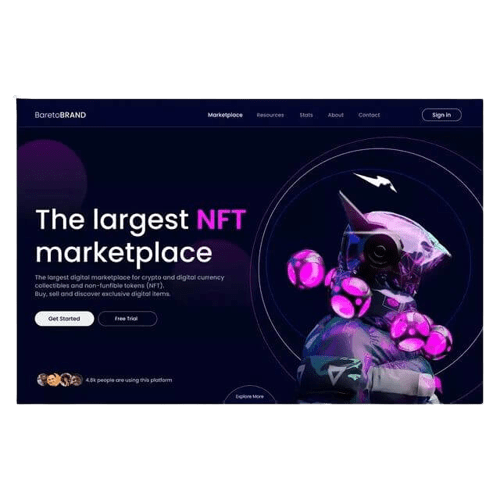 BaretoBRAND
Marketplace Resources Stats About Contact
Sign in
The largest NFT
marketplace
The largest digital marketplace for crypto and digital currency
collectibles and non-funfible tokens (NFT).
Buy, sell and discover exclusive digital items.
Get Started Free Trial
4.6k people are using this platform
Explore More